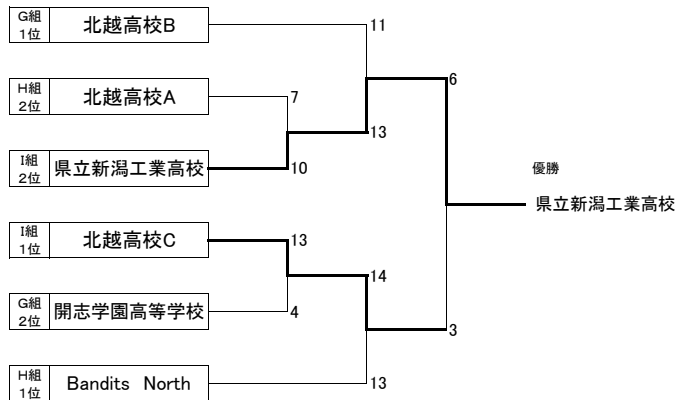 G組
1位
北越高校B
11
6
H組
2位
北越高校A
7
13
I組
2位
県立新潟工業高校
10
優勝
県立新潟工業高校
I組
1位
北越高校C
13
14
G組
2位
開志学園高等学校
4
3
H組
1位
Bandits North
13